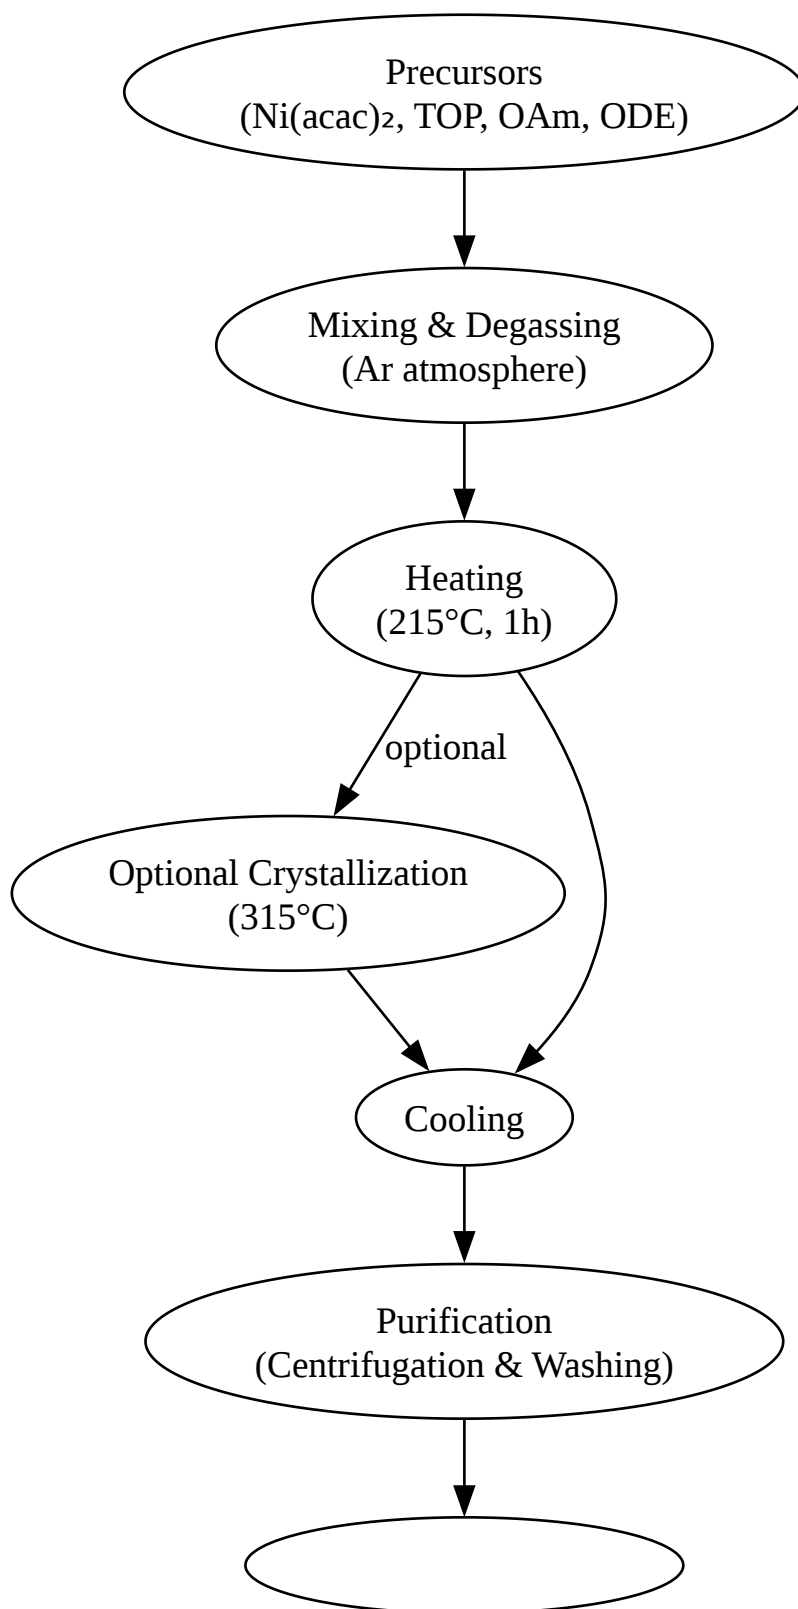 Precursors
(Ni(acac)₂, TOP, OAm, ODE)
Mixing & Degassing
(Ar atmosphere)
Heating
(215°C, 1h)
optional
Optional Crystallization
(315°C)
Cooling
Purification
(Centrifugation & Washing)